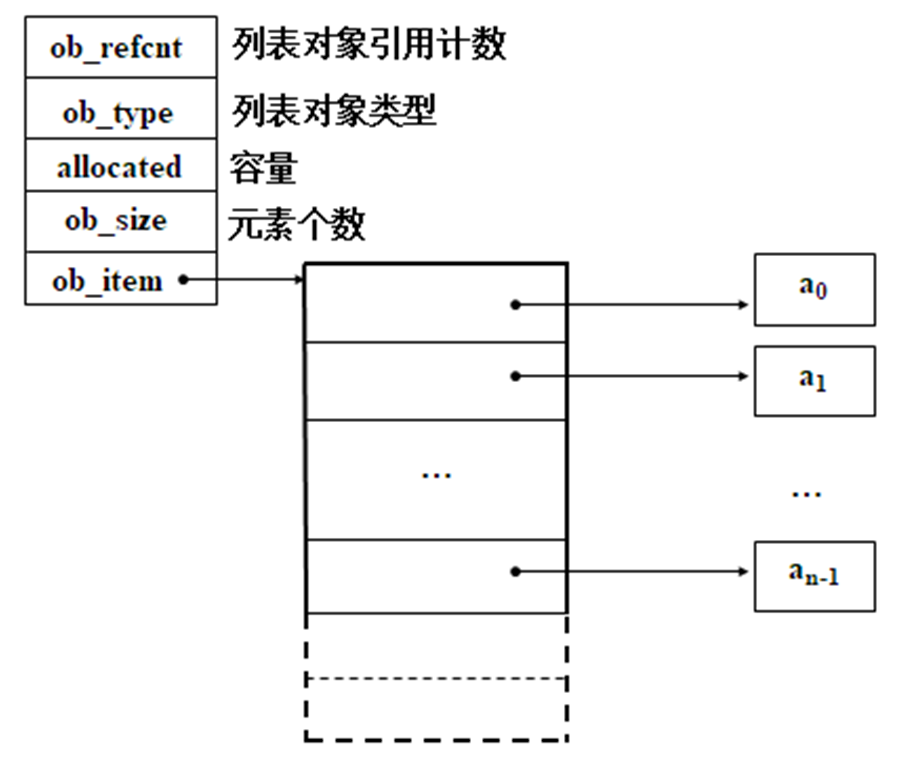 ob_refcnt 列表对象引用计数
ob_type 列表对象类型
allocated 容量
ob_size 元素个数
ob_item
a0
a1
... ...
an-1